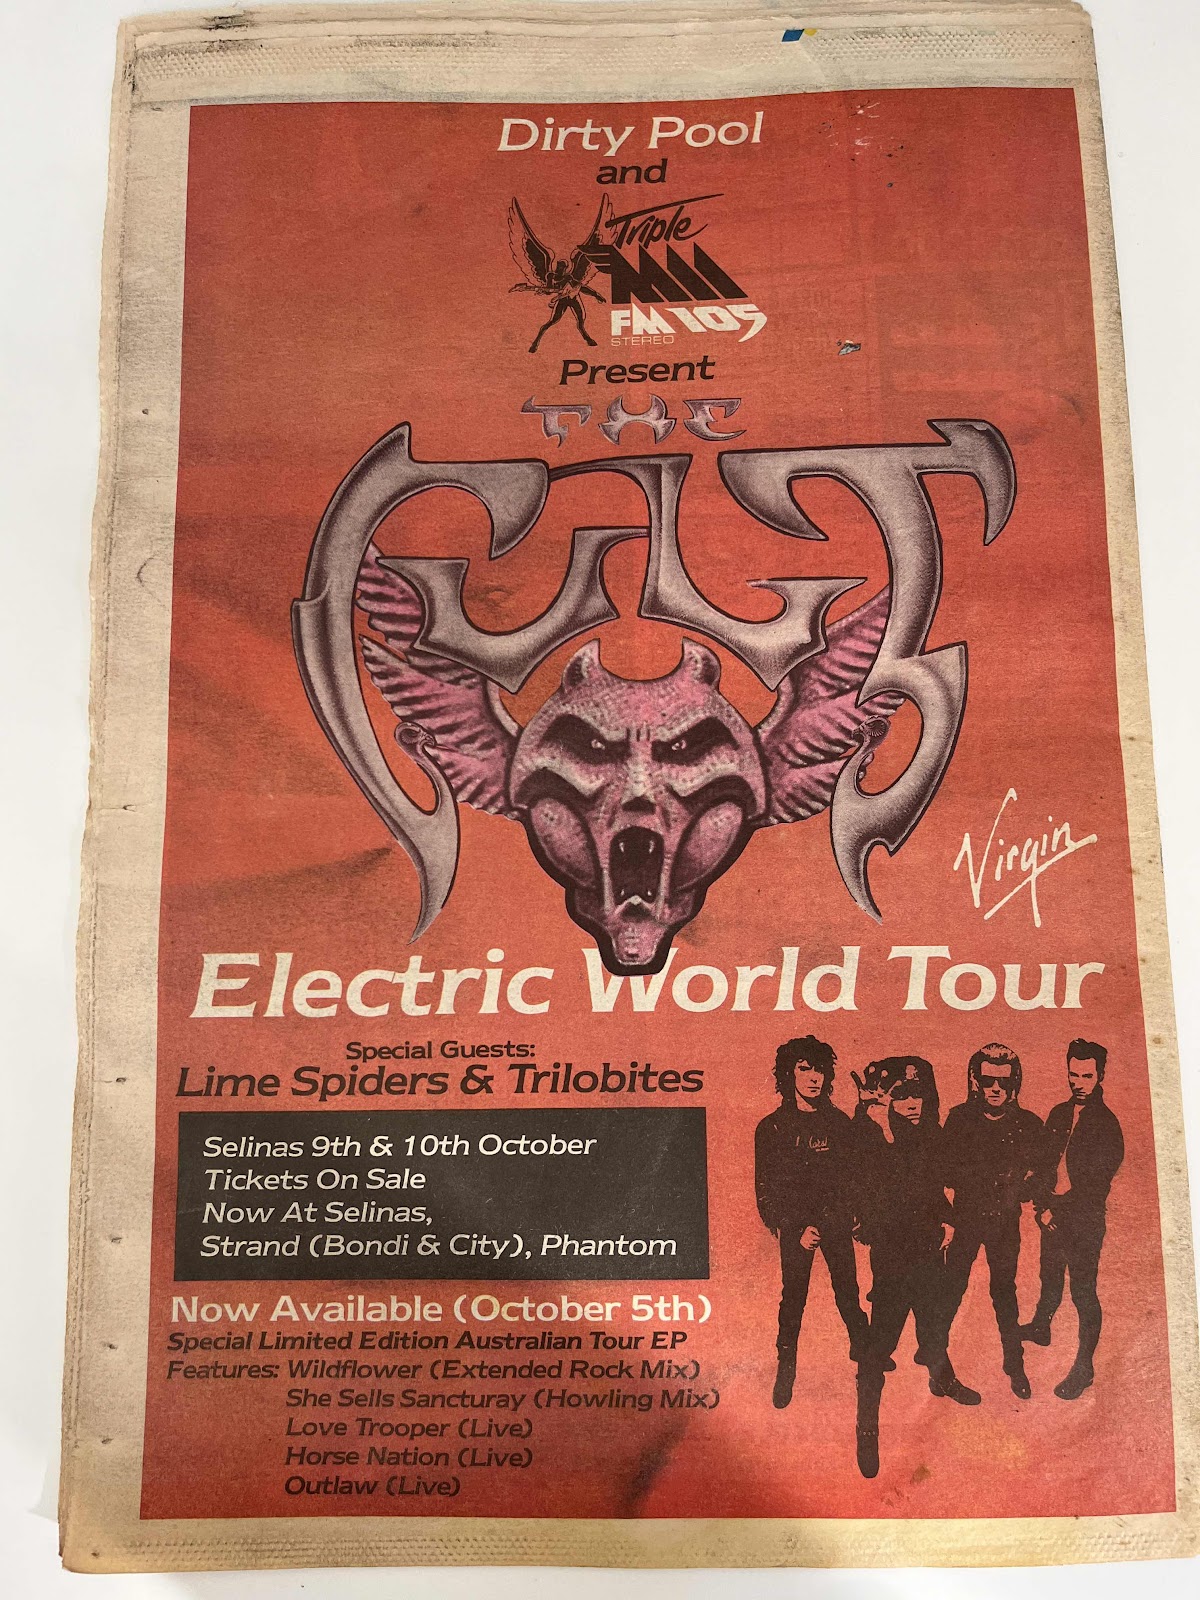 Dirty Pool
and
Triple
MMM
FM 105
STEREO
Present
THE
CULT
Virgin
Electric World Tour
Special Guests:
Lime Spiders & Trilobites
Selinas 9th & 10th October
Tickets On Sale
Now At Selinas,
Strand (Bondi & City), Phantom
Now Available (October 5th)
Special Limited Edition Australian Tour EP
Features: Wildflower (Extended Rock Mix)
She Sells Sancturay (Howling Mix)
Love Trooper (Live)
Horse Nation (Live)
Outlaw (Live)